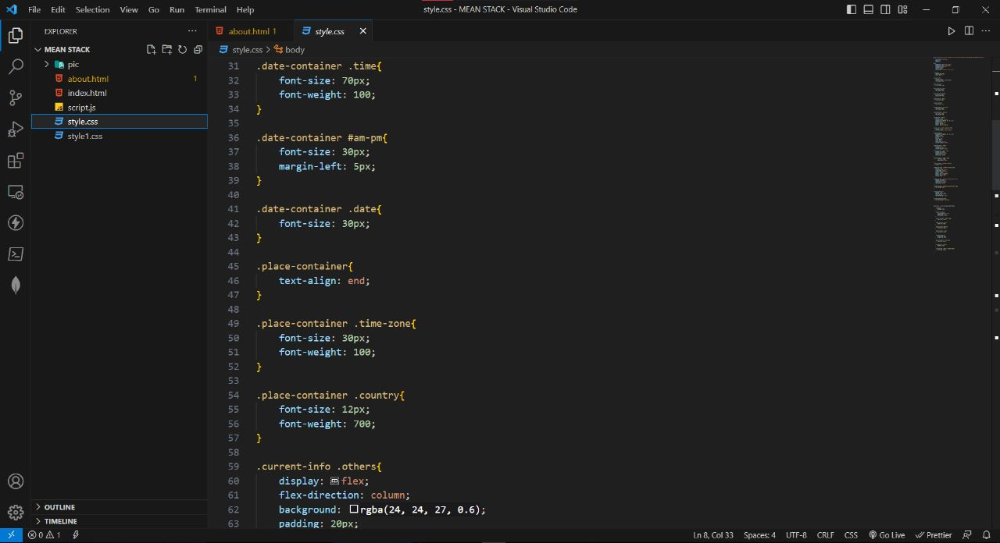 File Edit Selection View Go Run Terminal Help
style.css - MEAN STACK - Visual Studio Code
EXPLORER
MEAN STACK
pic
about.html 1
index.html
script.js
style.css
style1.css
OUTLINE
TIMELINE
about.html 1
style.css
style.css > body
31 .date-container .time{
32 font-size: 70px;
33 font-weight: 100;
34 }
35
36 .date-container #am-pm{
37 font-size: 30px;
38 margin-left: 5px;
39 }
40
41 .date-container .date{
42 font-size: 30px;
43 }
44
45 .place-container{
46 text-align: end;
47 }
48
49 .place-container .time-zone{
50 font-size: 30px;
51 font-weight: 100;
52 }
53
54 .place-container .country{
55 font-size: 12px;
56 font-weight: 700;
57 }
58
59 .current-info .others{
60 display: flex;
61 flex-direction: column;
62 background: rgba(24, 24, 27, 0.6);
63 padding: 20px;
0 1 Ln 8, Col 33 Spaces: 4 UTF-8 CRLF CSS Go Live Prettier